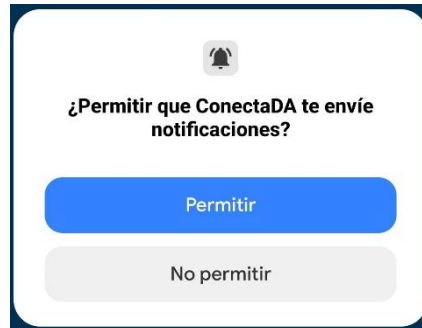 ¿Permitir que ConectaDA te envíe
notificaciones?
Permitir
No permitir